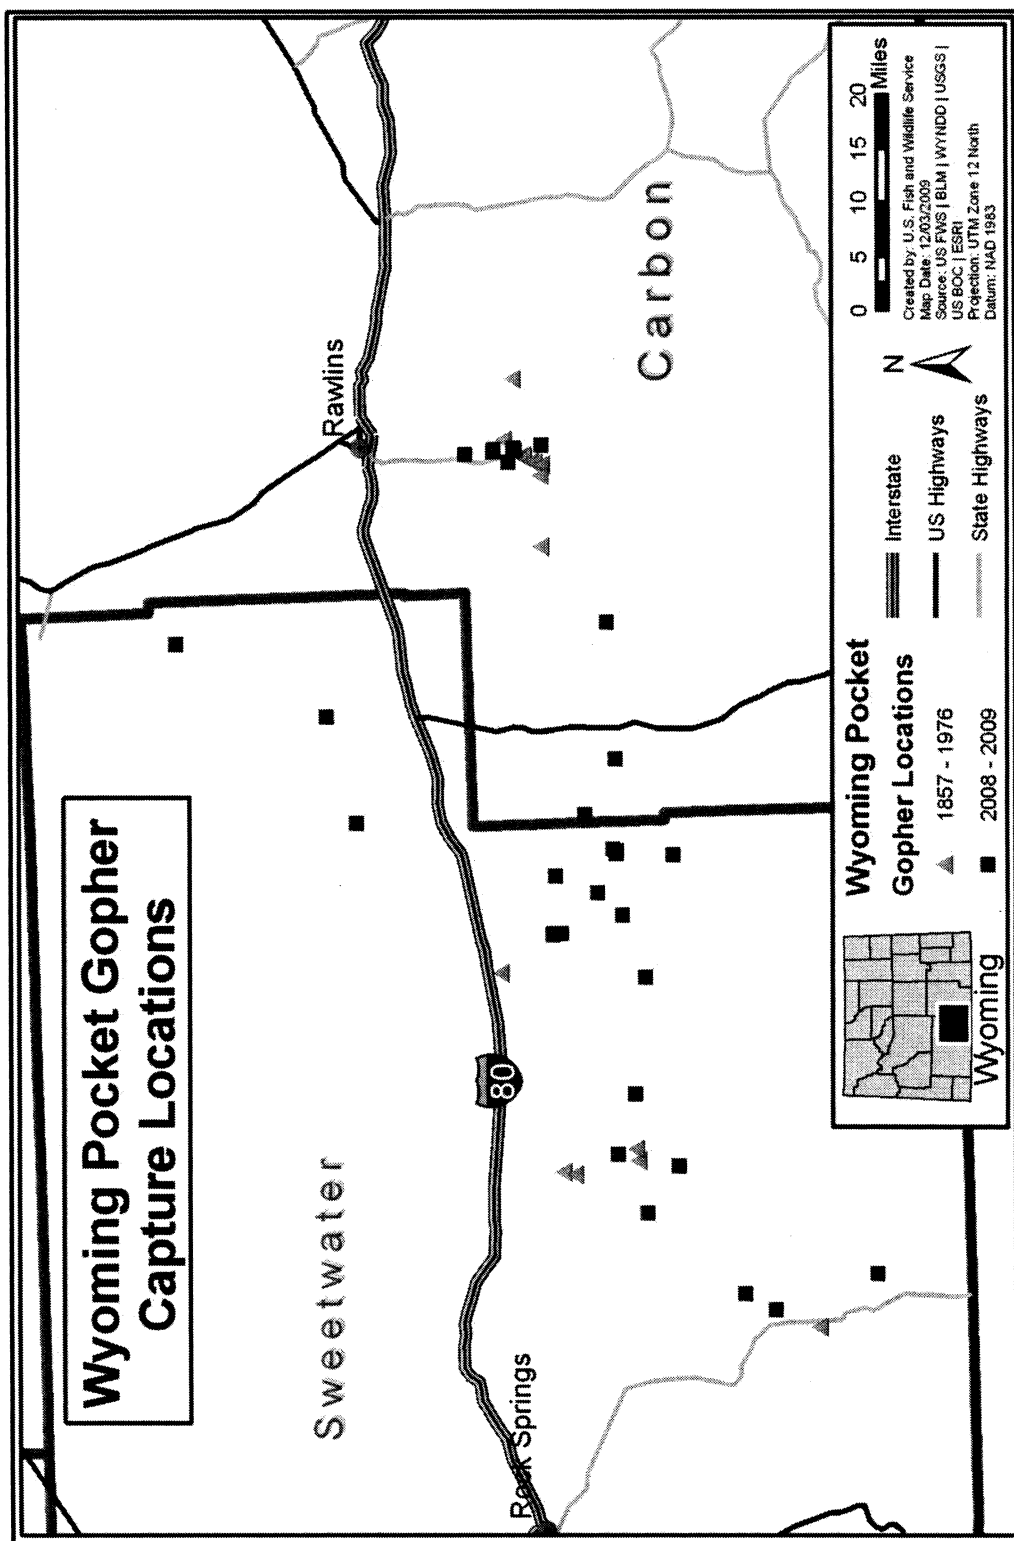 Wyoming Pocket Gopher
Capture Locations
Sweetwater
Rock Springs
80
Rawlins
Carbon
Wyoming
Wyoming Pocket
Gopher Locations
1857 - 1976
2008 - 2009
Interstate
US Highways
State Highways
N
0 5 10 15 20
Miles
Created by: U.S. Fish and Wildlife Service
Map Date: 12/03/2009
Source: US FWS | BLM | WYNDD | USGS |
US BOC | ESRI
Projection: UTM Zone 12 North
Datum: NAD 1983